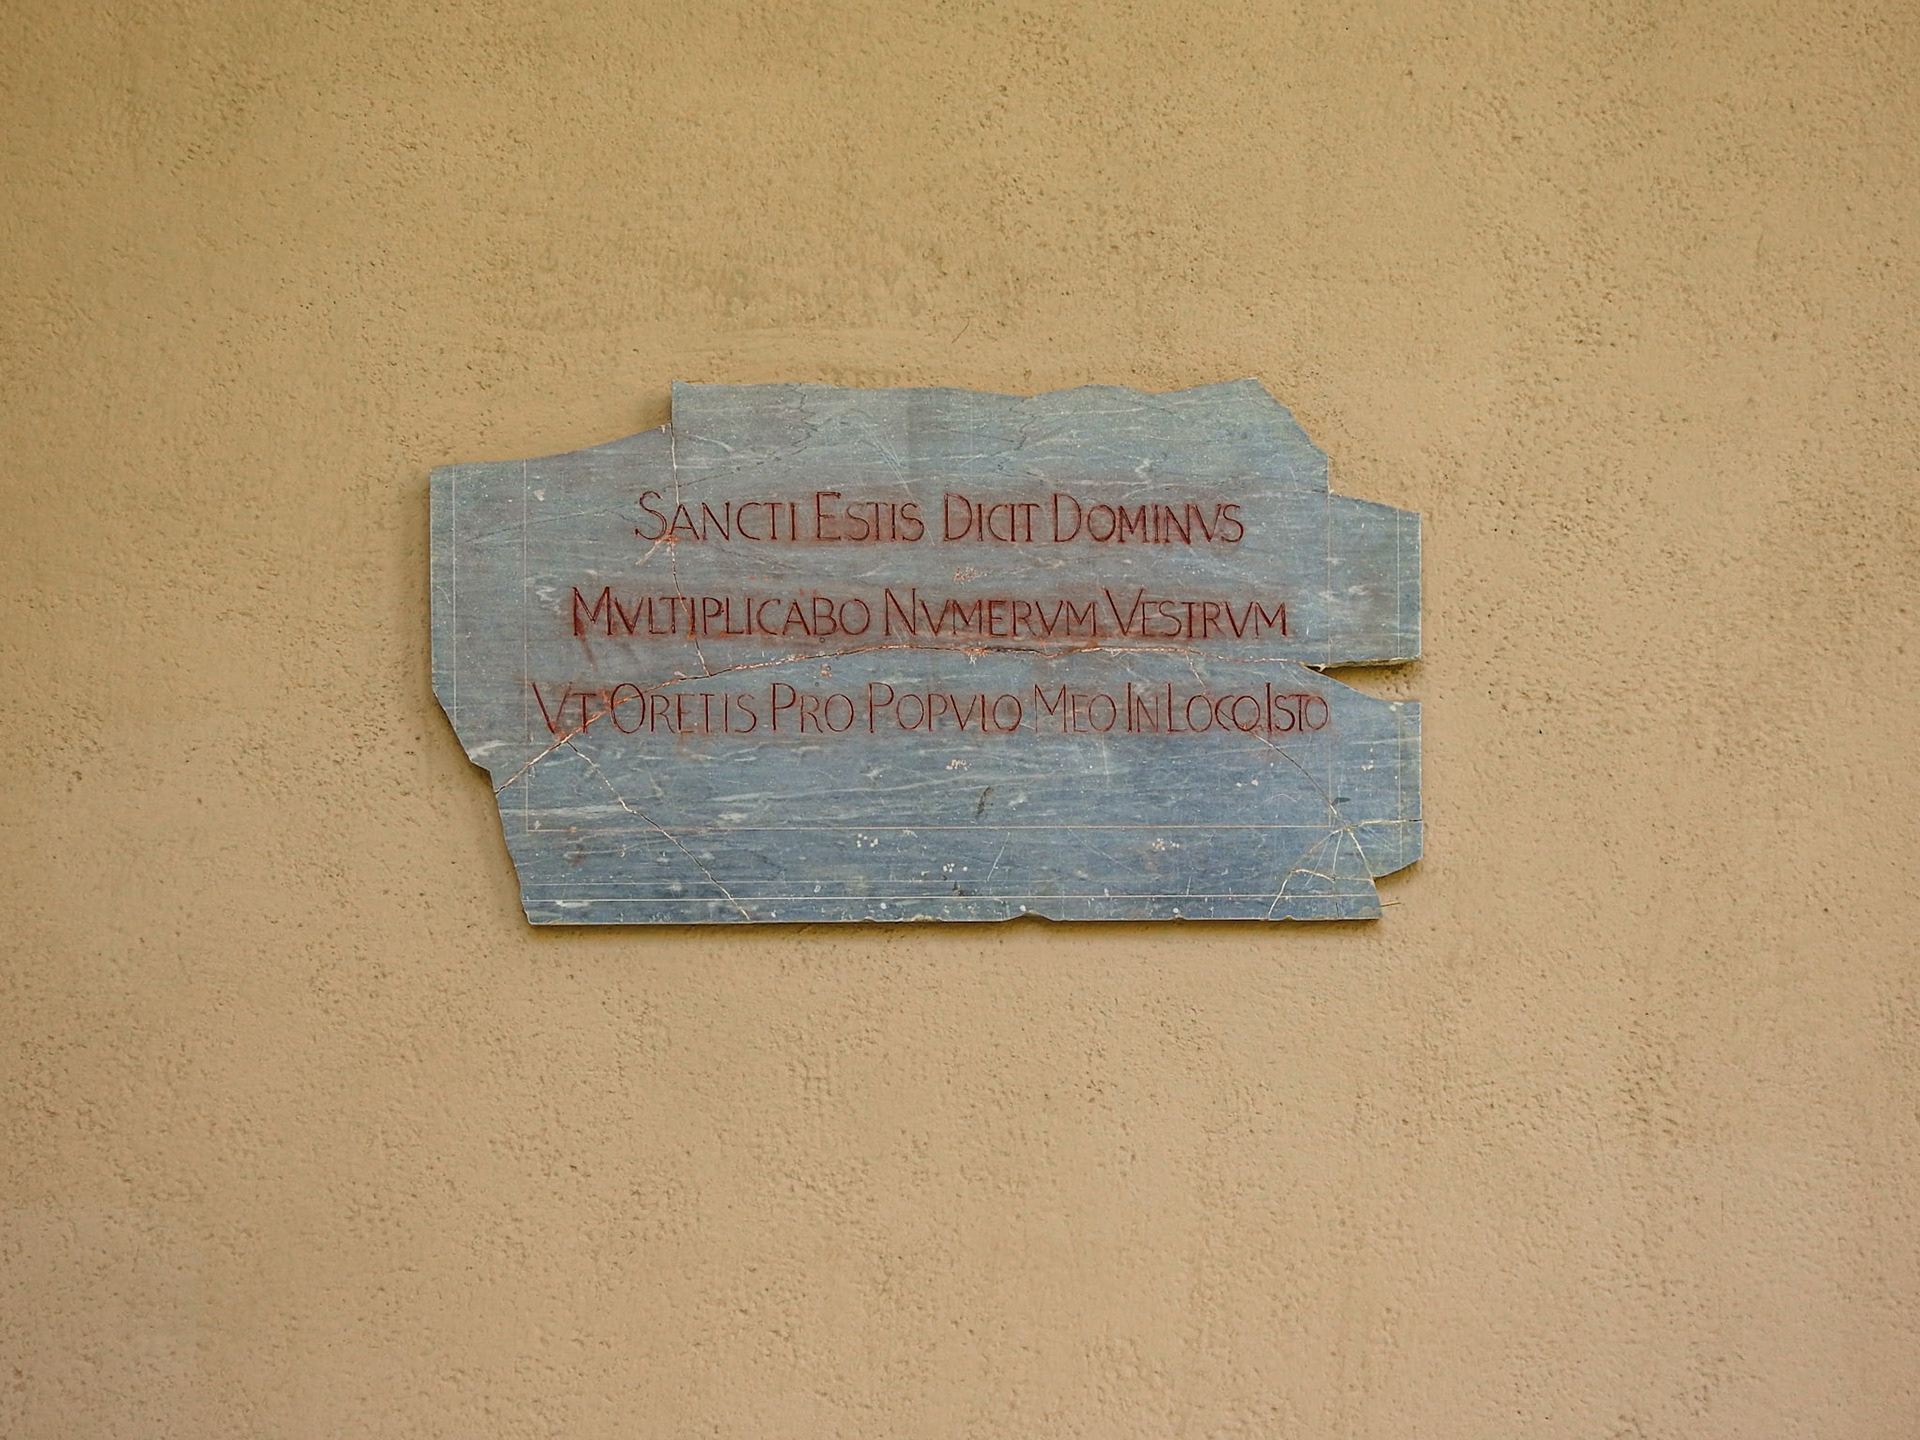 SANCTI ESTIS DICIT DOMINVS
MVLTIPLICABO NVMERVM VESTRVM
VT ORETIS PRO POPVLO MEO IN LOCO ISTO